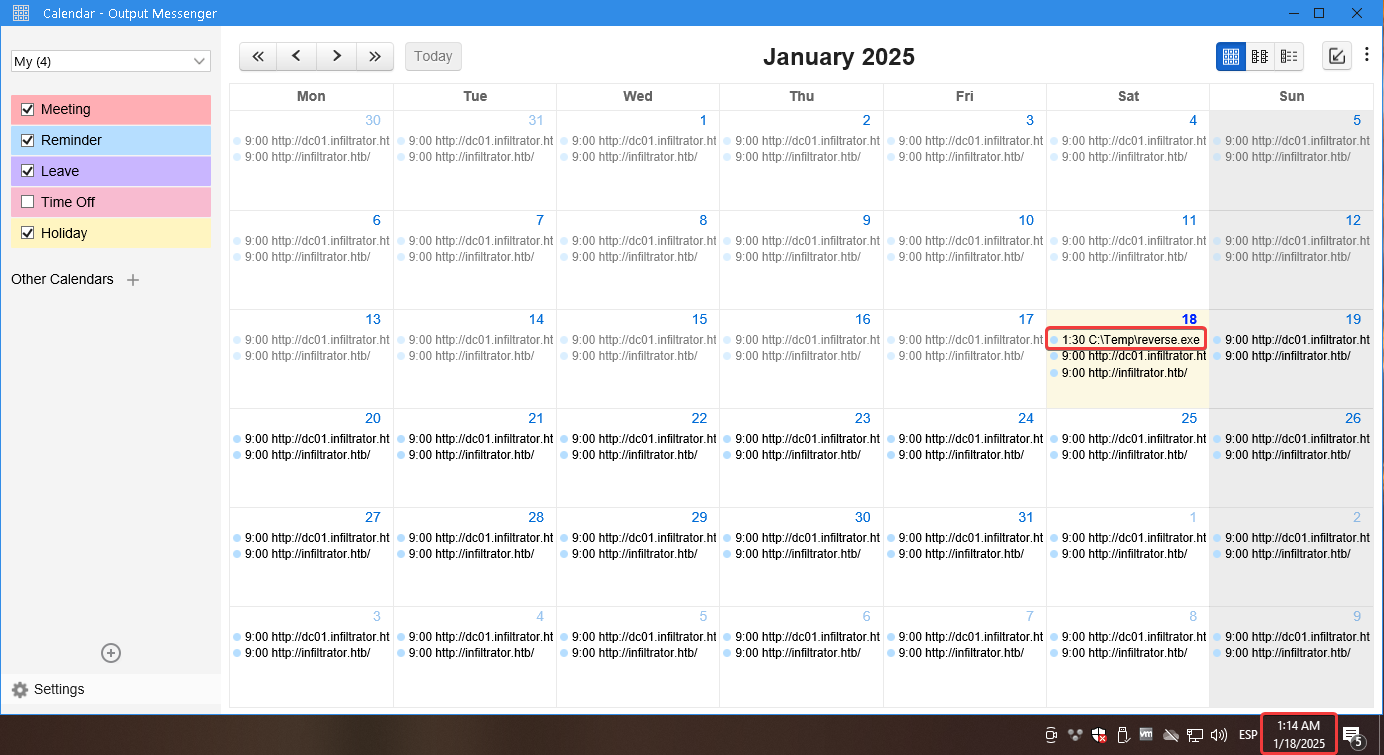 Calendar - Output Messenger
My (4)
Today
January 2025
Meeting
Reminder
Leave
Time Off
Holiday
Other Calendars
Settings
Mon Tue Wed Thu Fri Sat Sun
30 31 1 2 3 4 5
9:00 http://dc01.infiltrator.ht 9:00 http://dc01.infiltrator.ht 9:00 http://dc01.infiltrator.ht 9:00 http://dc01.infiltrator.ht 9:00 http://dc01.infiltrator.ht 9:00 http://dc01.infiltrator.ht 9:00 http://dc01.infiltrator.ht
9:00 http://infiltrator.htb/ 9:00 http://infiltrator.htb/ 9:00 http://infiltrator.htb/ 9:00 http://infiltrator.htb/ 9:00 http://infiltrator.htb/ 9:00 http://infiltrator.htb/ 9:00 http://infiltrator.htb/
6 7 8 9 10 11 12
9:00 http://dc01.infiltrator.ht 9:00 http://dc01.infiltrator.ht 9:00 http://dc01.infiltrator.ht 9:00 http://dc01.infiltrator.ht 9:00 http://dc01.infiltrator.ht 9:00 http://dc01.infiltrator.ht 9:00 http://dc01.infiltrator.ht
9:00 http://infiltrator.htb/ 9:00 http://infiltrator.htb/ 9:00 http://infiltrator.htb/ 9:00 http://infiltrator.htb/ 9:00 http://infiltrator.htb/ 9:00 http://infiltrator.htb/ 9:00 http://infiltrator.htb/
13 14 15 16 17 18 19
9:00 http://dc01.infiltrator.ht 9:00 http://dc01.infiltrator.ht 9:00 http://dc01.infiltrator.ht 9:00 http://dc01.infiltrator.ht 9:00 http://dc01.infiltrator.ht 1:30 C:\Temp\reverse.exe 9:00 http://dc01.infiltrator.ht
9:00 http://infiltrator.htb/ 9:00 http://infiltrator.htb/ 9:00 http://infiltrator.htb/ 9:00 http://infiltrator.htb/ 9:00 http://infiltrator.htb/ 9:00 http://dc01.infiltrator.ht 9:00 http://infiltrator.htb/
9:00 http://infiltrator.htb/
20 21 22 23 24 25 26
9:00 http://dc01.infiltrator.ht 9:00 http://dc01.infiltrator.ht 9:00 http://dc01.infiltrator.ht 9:00 http://dc01.infiltrator.ht 9:00 http://dc01.infiltrator.ht 9:00 http://dc01.infiltrator.ht 9:00 http://dc01.infiltrator.ht
9:00 http://infiltrator.htb/ 9:00 http://infiltrator.htb/ 9:00 http://infiltrator.htb/ 9:00 http://infiltrator.htb/ 9:00 http://infiltrator.htb/ 9:00 http://infiltrator.htb/ 9:00 http://infiltrator.htb/
27 28 29 30 31 1 2
9:00 http://dc01.infiltrator.ht 9:00 http://dc01.infiltrator.ht 9:00 http://dc01.infiltrator.ht 9:00 http://dc01.infiltrator.ht 9:00 http://dc01.infiltrator.ht 9:00 http://dc01.infiltrator.ht 9:00 http://dc01.infiltrator.ht
9:00 http://infiltrator.htb/ 9:00 http://infiltrator.htb/ 9:00 http://infiltrator.htb/ 9:00 http://infiltrator.htb/ 9:00 http://infiltrator.htb/ 9:00 http://infiltrator.htb/ 9:00 http://infiltrator.htb/
3 4 5 6 7 8 9
9:00 http://dc01.infiltrator.ht 9:00 http://dc01.infiltrator.ht 9:00 http://dc01.infiltrator.ht 9:00 http://dc01.infiltrator.ht 9:00 http://dc01.infiltrator.ht 9:00 http://dc01.infiltrator.ht 9:00 http://dc01.infiltrator.ht
9:00 http://infiltrator.htb/ 9:00 http://infiltrator.htb/ 9:00 http://infiltrator.htb/ 9:00 http://infiltrator.htb/ 9:00 http://infiltrator.htb/ 9:00 http://infiltrator.htb/ 9:00 http://infiltrator.htb/
vm
ESP
1:14 AM
1/18/2025
5